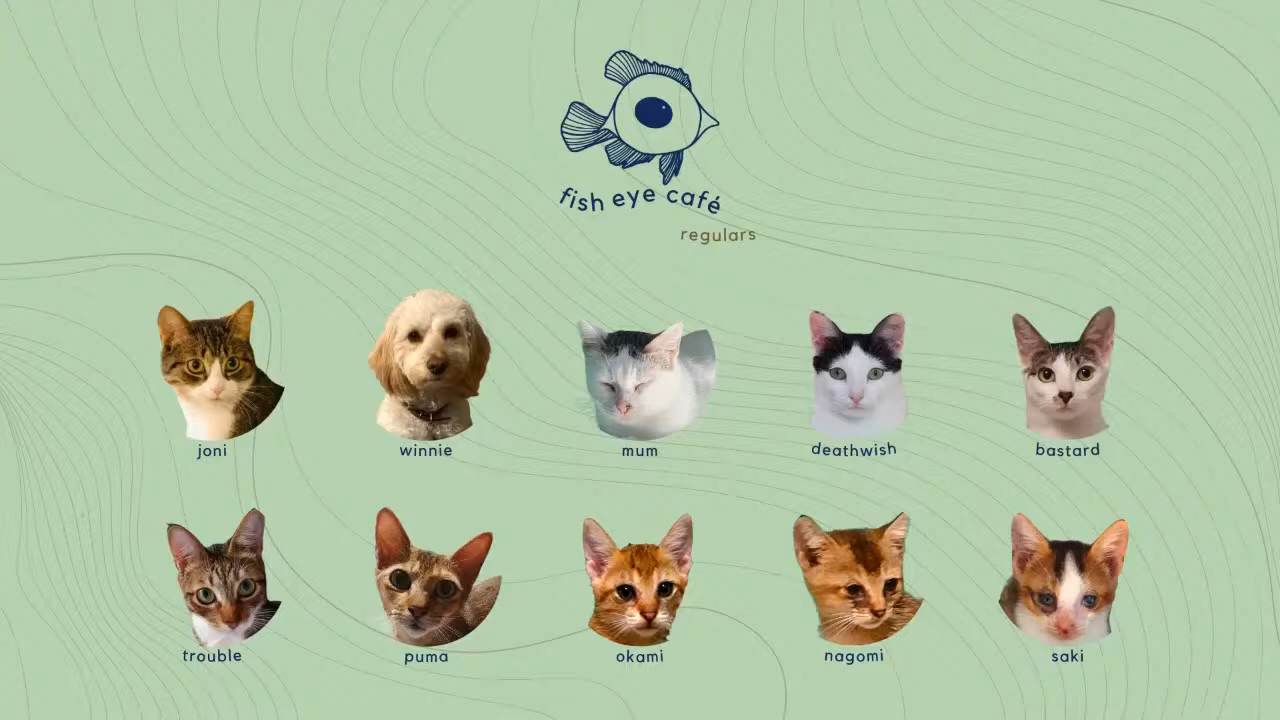 fish eye café
regulars
joni
winnie
mum
deathwish
bastard
trouble
puma
okami
nagomi
saki